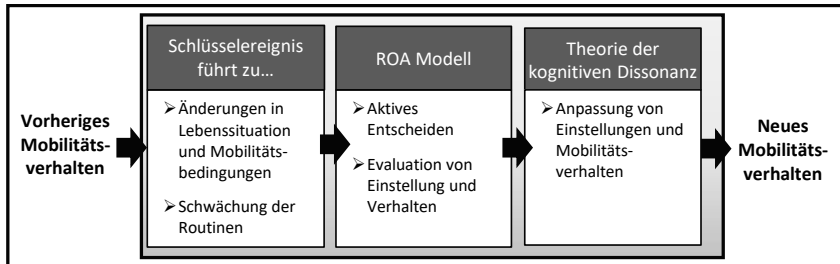 Vorheriges
Mobilitäts-
verhalten
Schlüsselereignis
führt zu…
➢Änderungen in
Lebenssituation
und Mobilitäts-
bedingungen
➢Schwächung der
Routinen
ROA Modell
➢Aktives
Entscheiden
➢Evaluation von
Einstellung und
Verhalten
Theorie der
kognitiven Dissonanz
➢Anpassung von
Einstellungen und
Mobilitäts-
verhalten
Neues
Mobilitäts-
verhalten